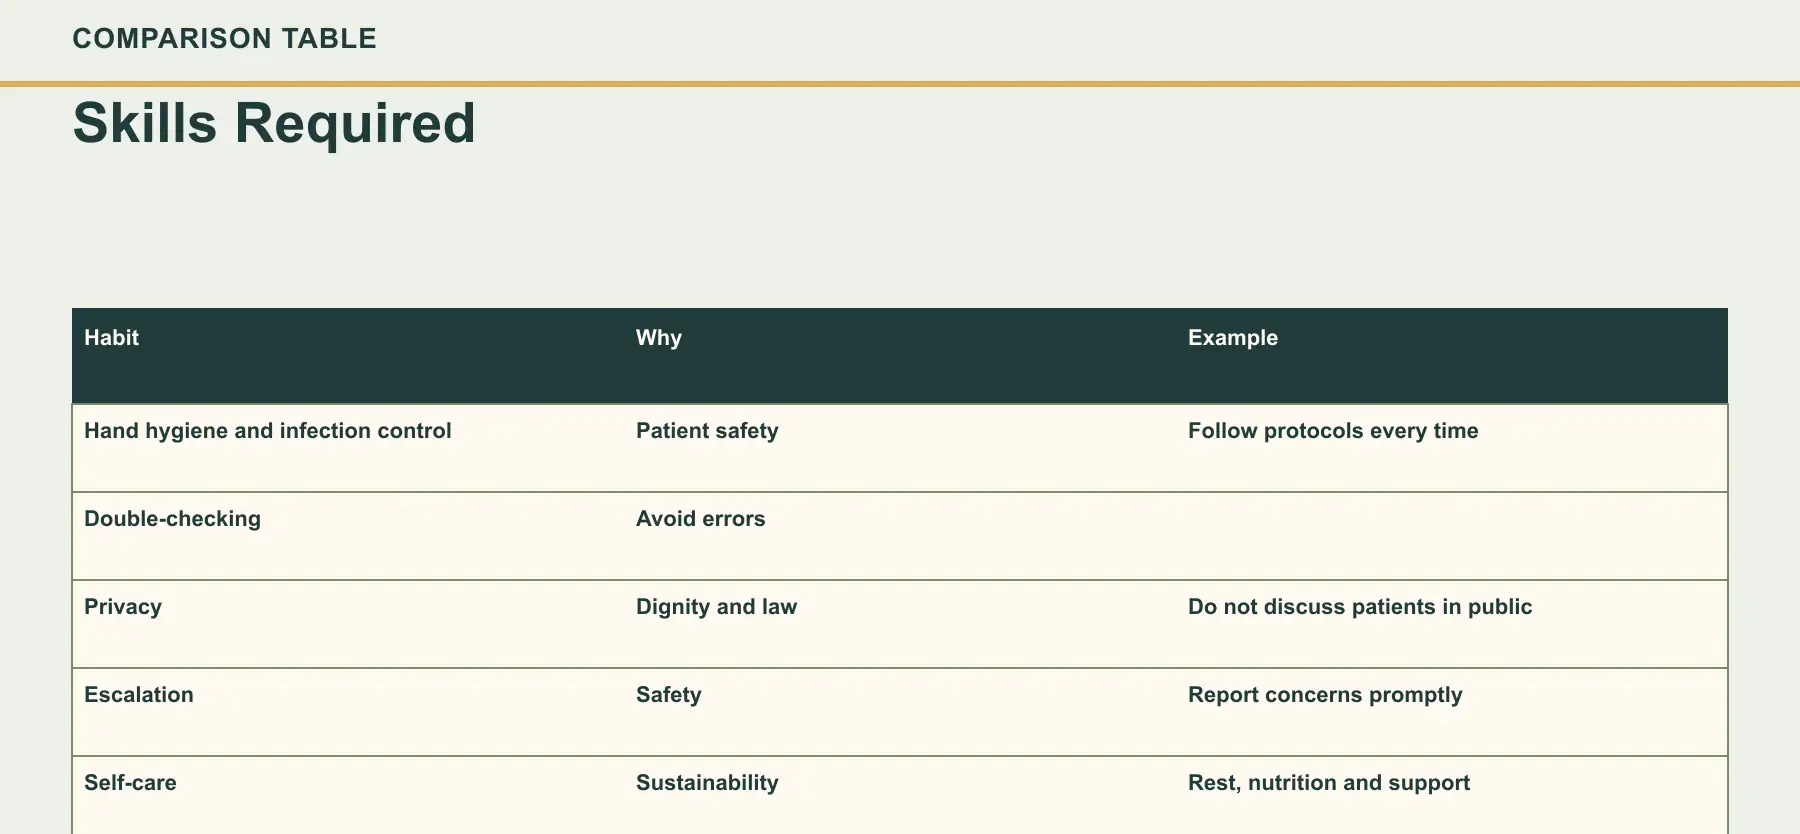 COMPARISON TABLE
Skills Required
Habit Why Example
Hand hygiene and infection control Patient safety Follow protocols every time
Double-checking Avoid errors
Privacy Dignity and law Do not discuss patients in public
Escalation Safety Report concerns promptly
Self-care Sustainability Rest, nutrition and support